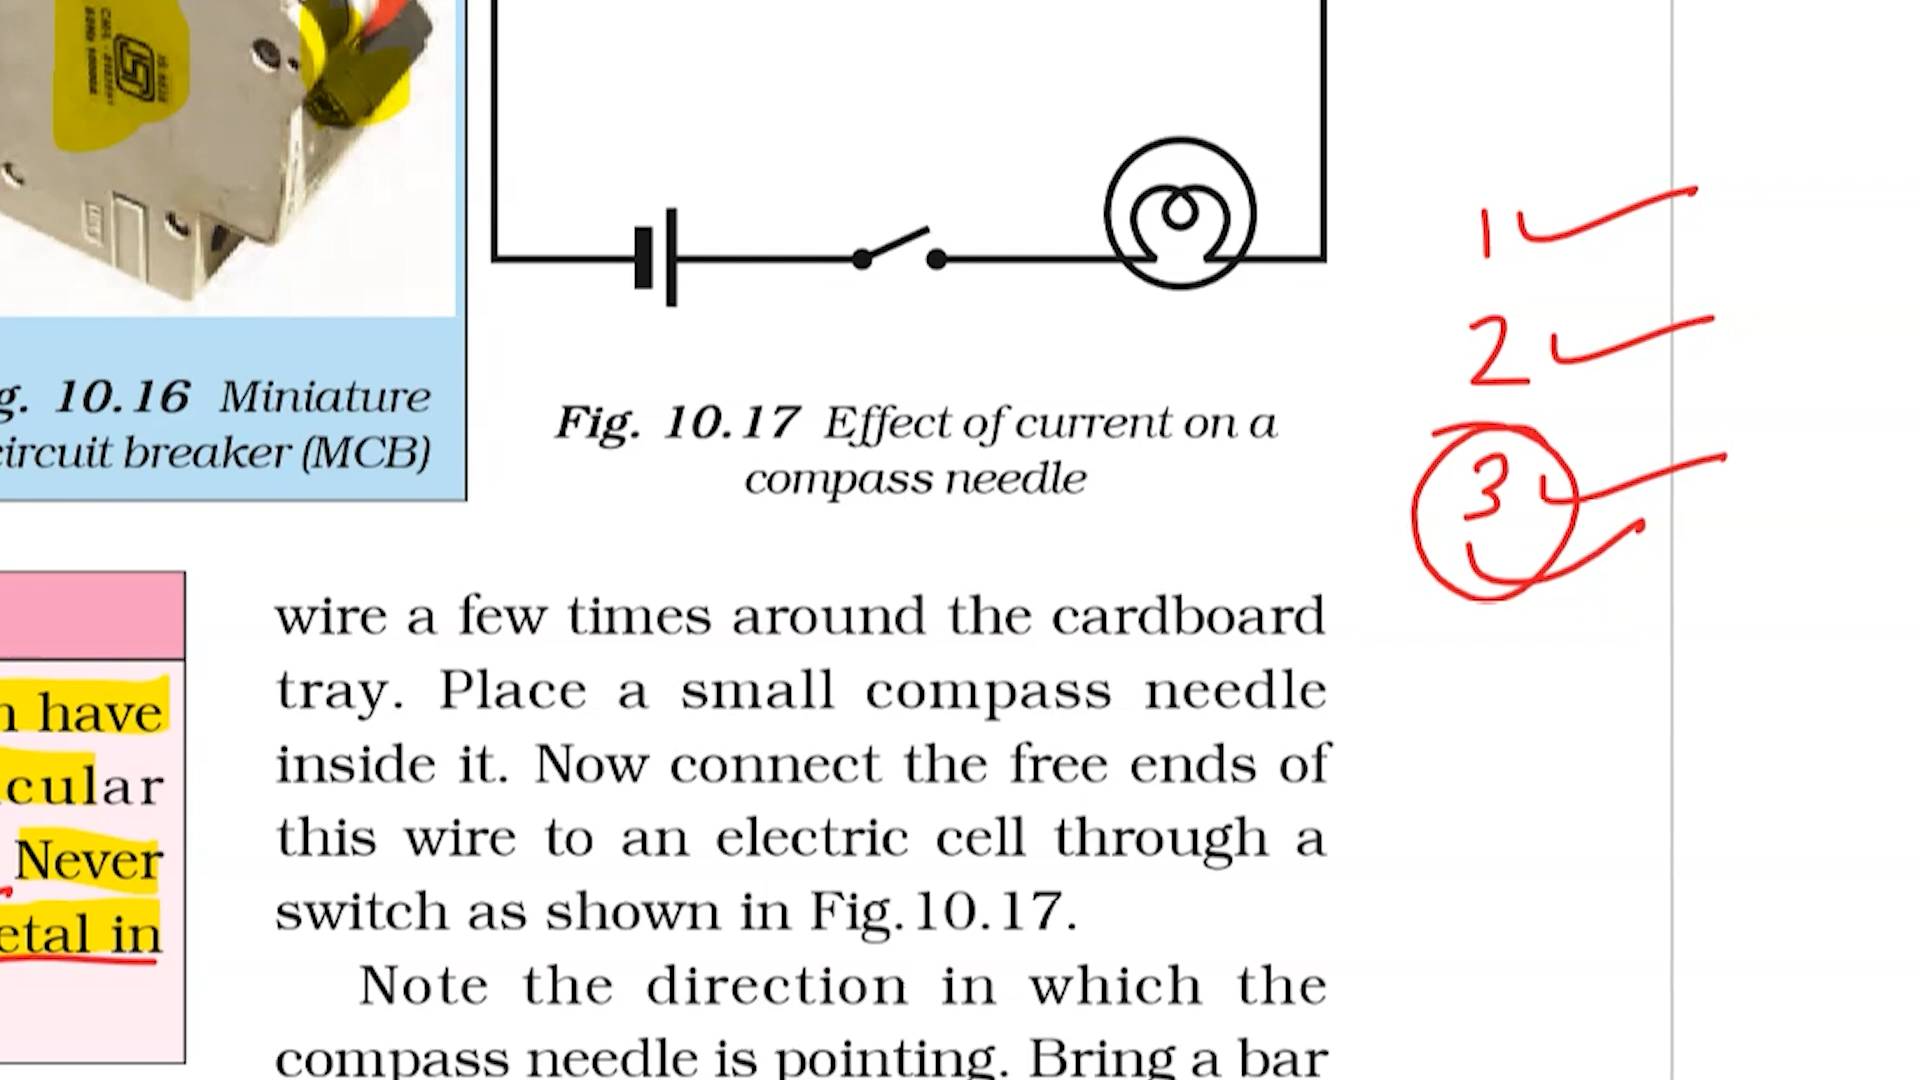 g. 10.16 Miniature
circuit breaker (MCB)
Fig. 10.17 Effect of current on a
compass needle
1
2
3
n have
cular
Never
etal in
wire a few times around the cardboard
tray. Place a small compass needle
inside it. Now connect the free ends of
this wire to an electric cell through a
switch as shown in Fig.10.17.
Note the direction in which the
compass needle is pointing. Bring a bar